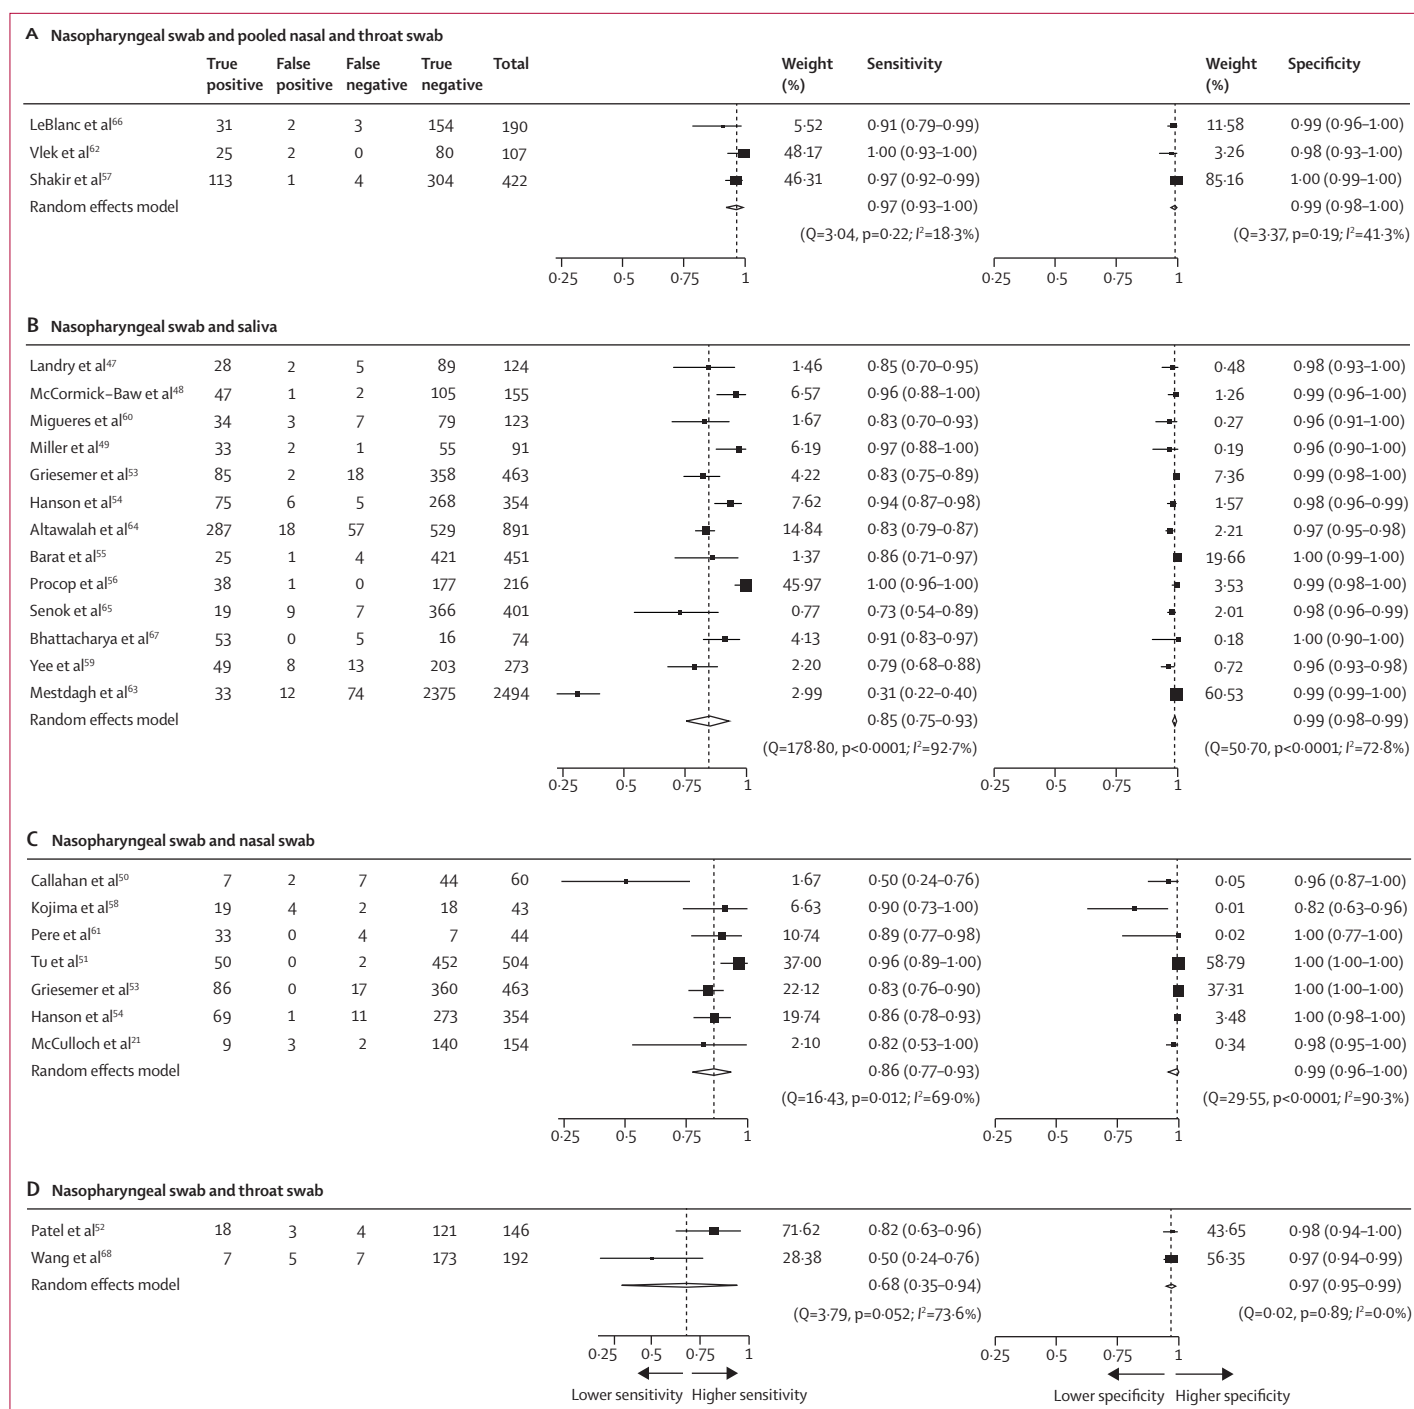 A Nasopharyngeal swab and pooled nasal and throat swab
True positive False positive False negative True negative Total Weight (%) Sensitivity Weight (%) Specificity
LeBlanc et al66 31 2 3 154 190 5·52 0·91 (0·79–0·99) 11·58 0·99 (0·96–1·00)
Vlek et al62 25 2 0 80 107 48·17 1·00 (0·93–1·00) 3·26 0·98 (0·93–1·00)
Shakir et al57 113 1 4 304 422 46·31 0·97 (0·92–0·99) 85·16 1·00 (0·99–1·00)
Random effects model 0·97 (0·93–1·00) 0·99 (0·98–1·00)
(Q=3·04, p=0·22; I²=18·3%) (Q=3·37, p=0·19; I²=41·3%)
0·25 0·5 0·75 1 0·25 0·5 0·75 1
B Nasopharyngeal swab and saliva
Landry et al47 28 2 5 89 124 1·46 0·85 (0·70–0·95) 0·48 0·98 (0·93–1·00)
McCormick–Baw et al48 47 1 2 105 155 6·57 0·96 (0·88–1·00) 1·26 0·99 (0·96–1·00)
Migueres et al60 34 3 7 79 123 1·67 0·83 (0·70–0·93) 0·27 0·96 (0·91–1·00)
Miller et al49 33 2 1 55 91 6·19 0·97 (0·88–1·00) 0·19 0·96 (0·90–1·00)
Griesemer et al53 85 2 18 358 463 4·22 0·83 (0·75–0·89) 7·36 0·99 (0·98–1·00)
Hanson et al54 75 6 5 268 354 7·62 0·94 (0·87–0·98) 1·57 0·98 (0·96–0·99)
Altawalah et al64 287 18 57 529 891 14·84 0·83 (0·79–0·87) 2·21 0·97 (0·95–0·98)
Barat et al55 25 1 4 421 451 1·37 0·86 (0·71–0·97) 19·66 1·00 (0·99–1·00)
Procop et al56 38 1 0 177 216 45·97 1·00 (0·96–1·00) 3·53 0·99 (0·98–1·00)
Senok et al65 19 9 7 366 401 0·77 0·73 (0·54–0·89) 2·01 0·98 (0·96–0·99)
Bhattacharya et al67 53 0 5 16 74 4·13 0·91 (0·83–0·97) 0·18 1·00 (0·90–1·00)
Yee et al59 49 8 13 203 273 2·20 0·79 (0·68–0·88) 0·72 0·96 (0·93–0·98)
Mestdagh et al63 33 12 74 2375 2494 2·99 0·31 (0·22–0·40) 60·53 0·99 (0·99–1·00)
Random effects model 0·85 (0·75–0·93) 0·99 (0·98–0·99)
(Q=178·80, p<0·0001; I²=92·7%) (Q=50·70, p<0·0001; I²=72·8%)
0·25 0·5 0·75 1 0·25 0·5 0·75 1
C Nasopharyngeal swab and nasal swab
Callahan et al50 7 2 7 44 60 1·67 0·50 (0·24–0·76) 0·05 0·96 (0·87–1·00)
Kojima et al58 19 4 2 18 43 6·63 0·90 (0·73–1·00) 0·01 0·82 (0·63–0·96)
Pere et al61 33 0 4 7 44 10·74 0·89 (0·77–0·98) 0·02 1·00 (0·77–1·00)
Tu et al51 50 0 2 452 504 37·00 0·96 (0·89–1·00) 58·79 1·00 (1·00–1·00)
Griesemer et al53 86 0 17 360 463 22·12 0·83 (0·76–0·90) 37·31 1·00 (1·00–1·00)
Hanson et al54 69 1 11 273 354 19·74 0·86 (0·78–0·93) 3·48 1·00 (0·98–1·00)
McCulloch et al21 9 3 2 140 154 2·10 0·82 (0·53–1·00) 0·34 0·98 (0·95–1·00)
Random effects model 0·86 (0·77–0·93) 0·99 (0·96–1·00)
(Q=16·43, p=0·012; I²=69·0%) (Q=29·55, p<0·0001; I²=90·3%)
0·25 0·5 0·75 1 0·25 0·5 0·75 1
D Nasopharyngeal swab and throat swab
Patel et al52 18 3 4 121 146 71·62 0·82 (0·63–0·96) 43·65 0·98 (0·94–1·00)
Wang et al68 7 5 7 173 192 28·38 0·50 (0·24–0·76) 56·35 0·97 (0·94–0·99)
Random effects model 0·68 (0·35–0·94) 0·97 (0·95–0·99)
(Q=3·79, p=0·052; I²=73·6%) (Q=0·02, p=0·89; I²=0·0%)
0·25 0·5 0·75 1 0·25 0·5 0·75 1
Lower sensitivity Higher sensitivity Lower specificity Higher specificity